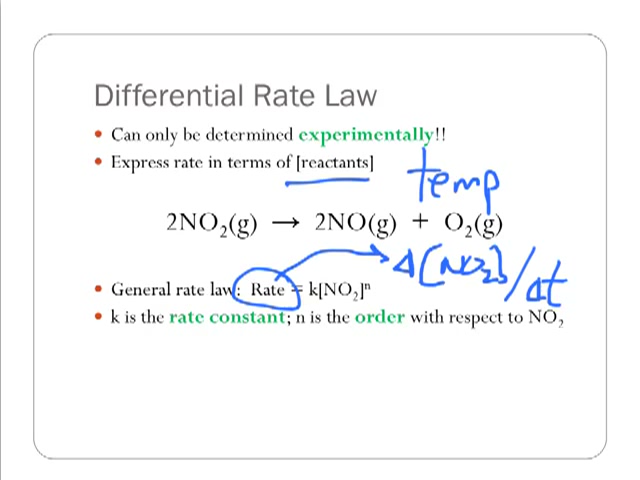 Differential Rate Law
• Can only be determined experimentally!!
• Express rate in terms of [reactants]
temp
2NO₂(g) → 2NO(g) + O₂(g)
Δ[NO₂]/Δt
• General rate law: Rate = k[NO₂]ⁿ
• k is the rate constant; n is the order with respect to NO₂